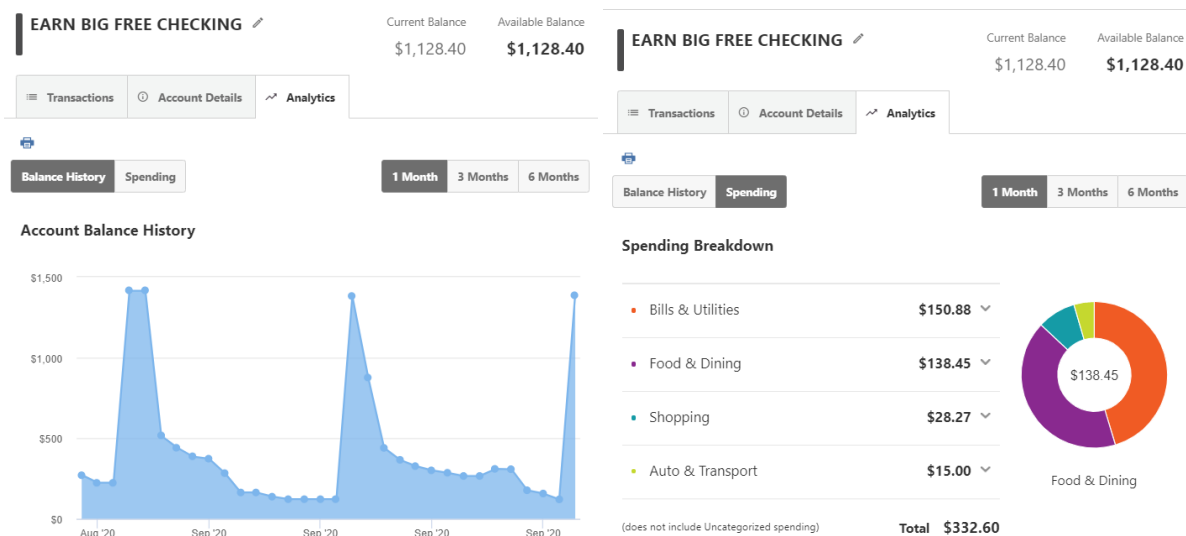 EARN BIG FREE CHECKING
Current Balance
Available Balance
$1,128.40
$1,128.40
Transactions
Account Details
Analytics
Balance History
Spending
1 Month
3 Months
6 Months
Account Balance History
$1,500
$1,000
$500
$0
Aug '20
Sep '20
Sep '20
Sep '20
Sep '20
EARN BIG FREE CHECKING
Current Balance
Available Balance
$1,128.40
$1,128.40
Transactions
Account Details
Analytics
Balance History
Spending
1 Month
3 Months
6 Months
Spending Breakdown
Bills & Utilities $150.88
Food & Dining $138.45
Shopping $28.27
Auto & Transport $15.00
(does not include Uncategorized spending) Total $332.60
$138.45
Food & Dining